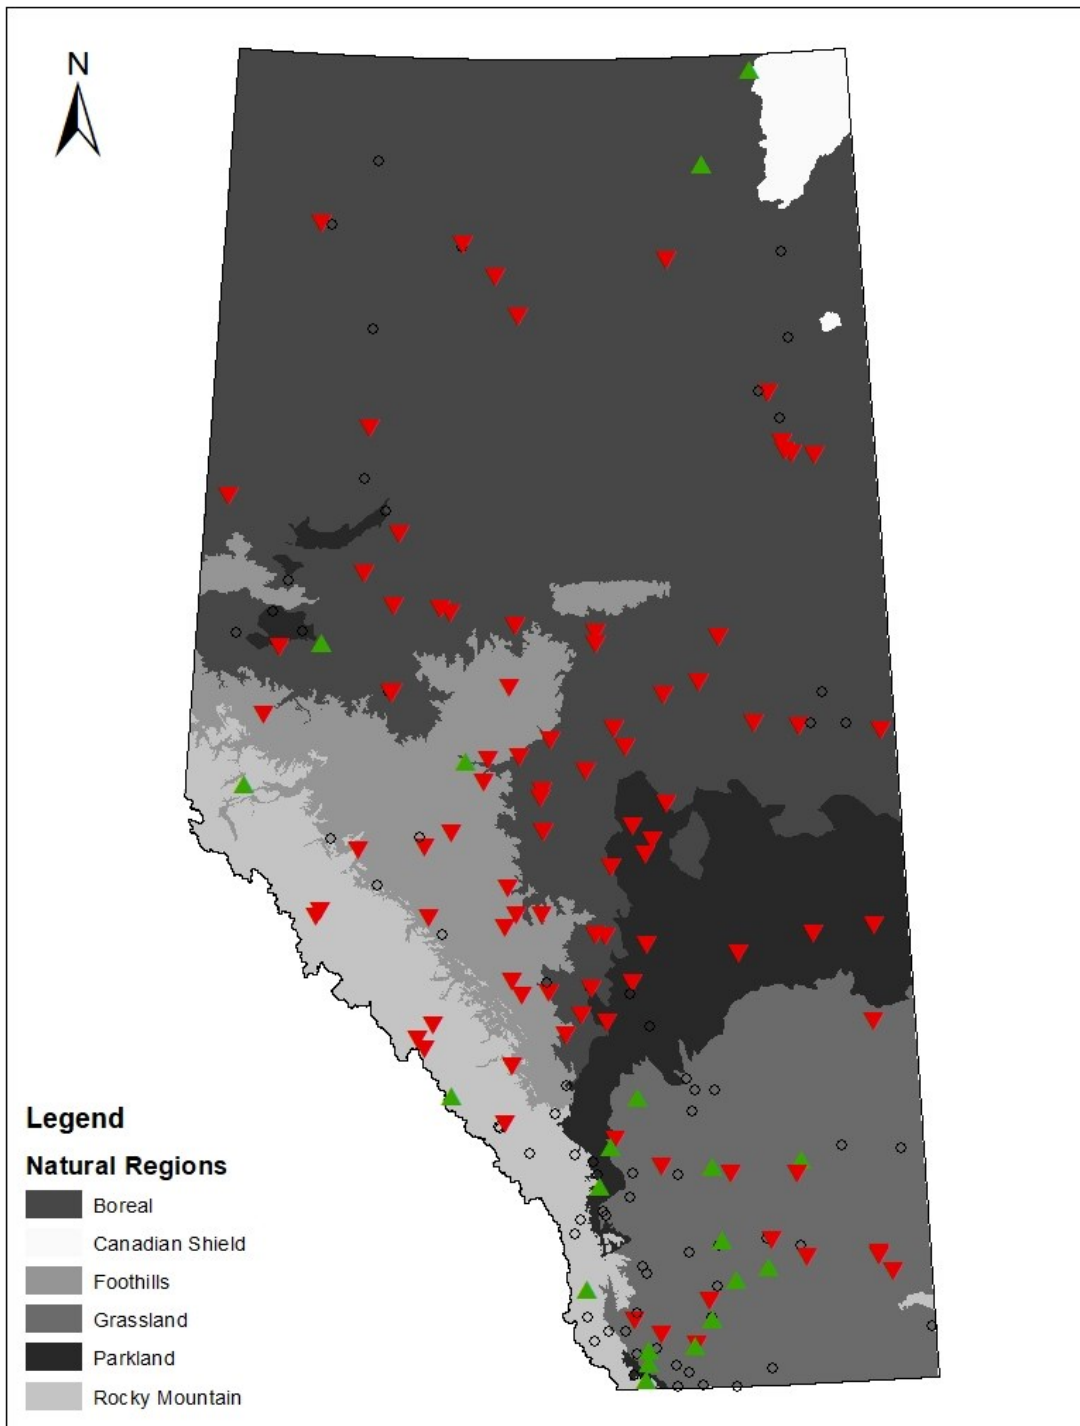 N
Legend
Natural Regions
Boreal
Canadian Shield
Foothills
Grassland
Parkland
Rocky Mountain